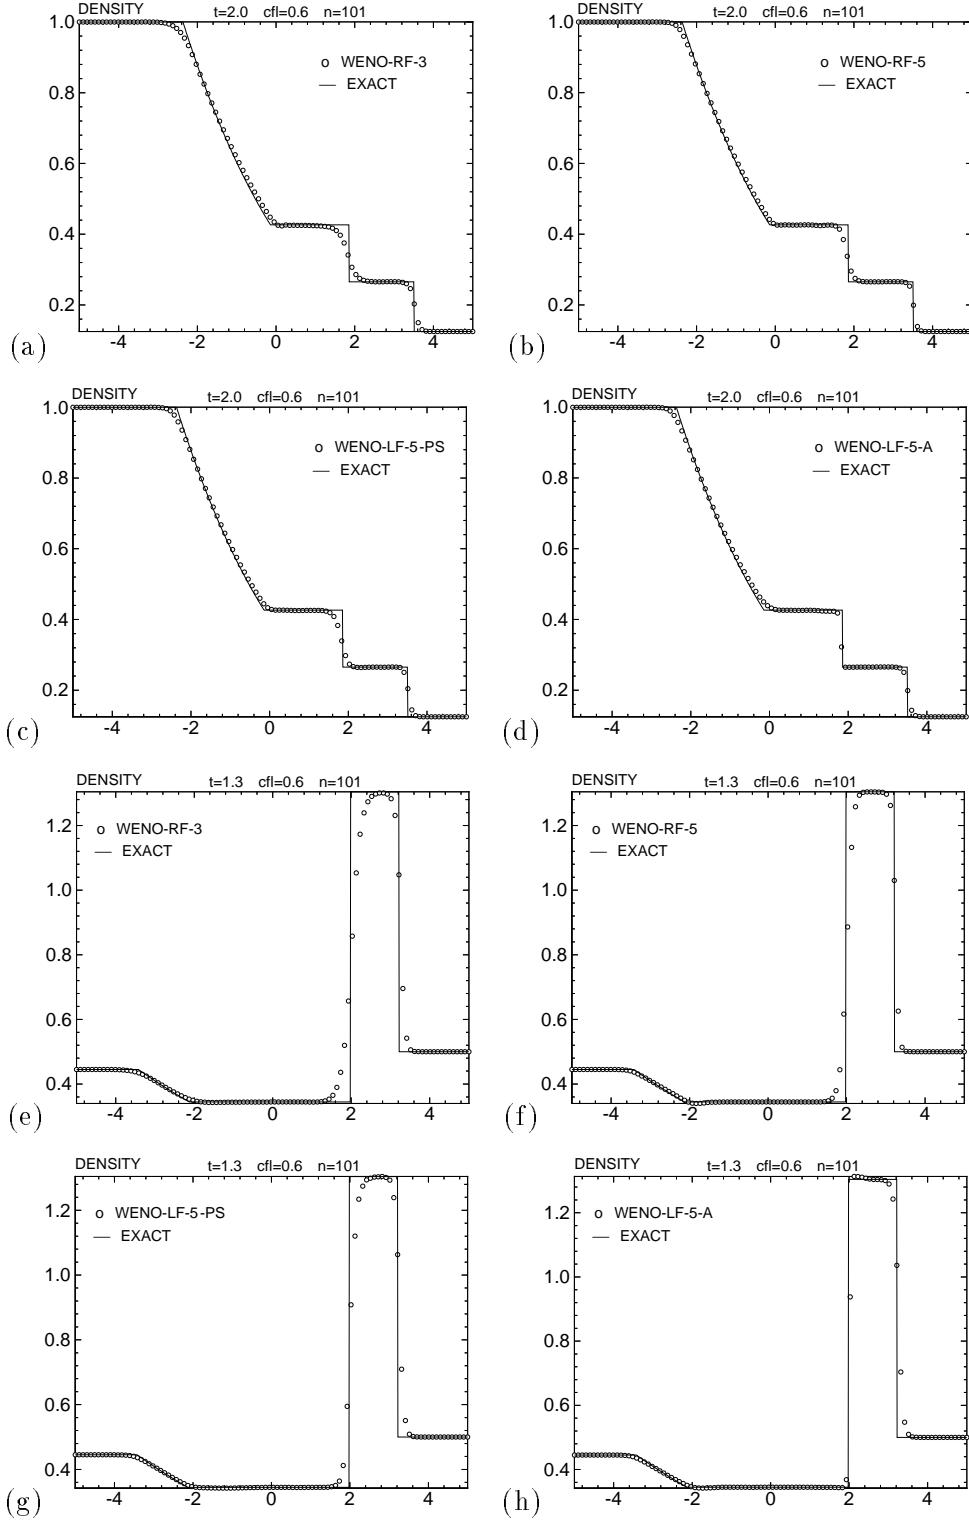 DENSITY t=2.0 cfl=0.6 n=101
1.0
0.8
0.6
0.4
0.2
o WENO-RF-3
— EXACT
-4 -2 0 2 4
(a)
DENSITY t=2.0 cfl=0.6 n=101
1.0
0.8
0.6
0.4
0.2
o WENO-RF-5
— EXACT
-4 -2 0 2 4
(b)
DENSITY t=2.0 cfl=0.6 n=101
1.0
0.8
0.6
0.4
0.2
o WENO-LF-5-PS
— EXACT
-4 -2 0 2 4
(c)
DENSITY t=2.0 cfl=0.6 n=101
1.0
0.8
0.6
0.4
0.2
o WENO-LF-5-A
— EXACT
-4 -2 0 2 4
(d)
DENSITY t=1.3 cfl=0.6 n=101
1.2
1.0
0.8
0.6
0.4
o WENO-RF-3
— EXACT
-4 -2 0 2 4
(e)
DENSITY t=1.3 cfl=0.6 n=101
1.2
1.0
0.8
0.6
0.4
o WENO-RF-5
— EXACT
-4 -2 0 2 4
(f)
DENSITY t=1.3 cfl=0.6 n=101
1.2
1.0
0.8
0.6
0.4
o WENO-LF-5-PS
— EXACT
-4 -2 0 2 4
(g)
DENSITY t=1.3 cfl=0.6 n=101
1.2
1.0
0.8
0.6
0.4
o WENO-LF-5-A
— EXACT
-4 -2 0 2 4
(h)